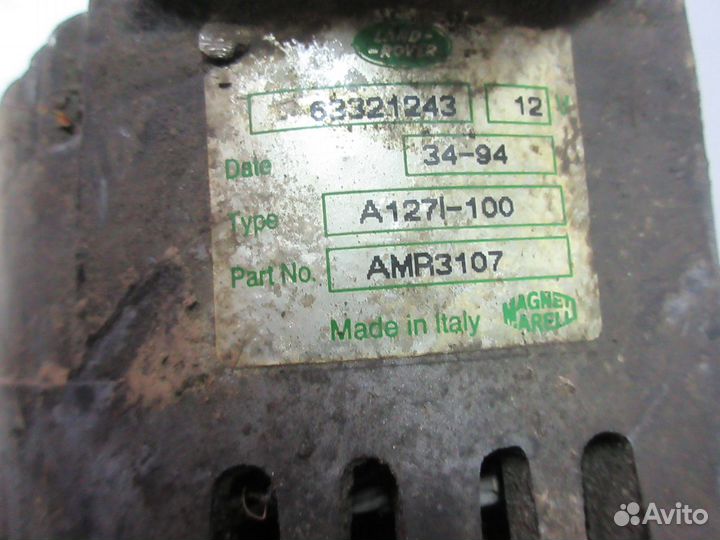 LAND-
-ROVER
63321243 12 V
Date 34-94
Type A127I-100
Part No. AMR3107
Made in Italy MAGNETI
MARELLI
Avito